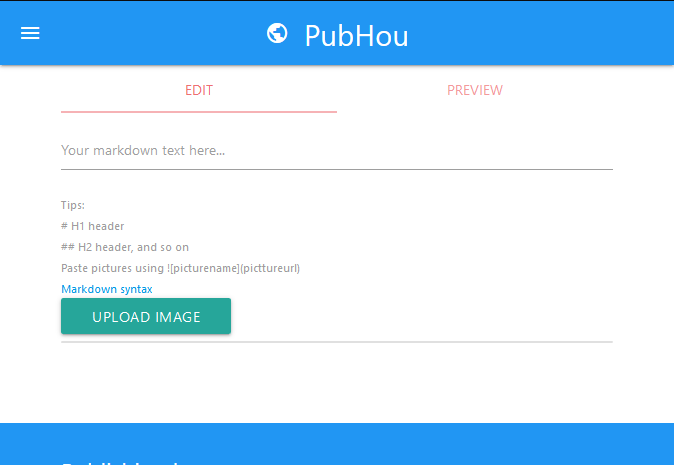 PubHou
EDIT
PREVIEW
Your markdown text here...
Tips:
# H1 header
## H2 header, and so on
Paste pictures using ![picturename](picttureurl)
Markdown syntax
UPLOAD IMAGE